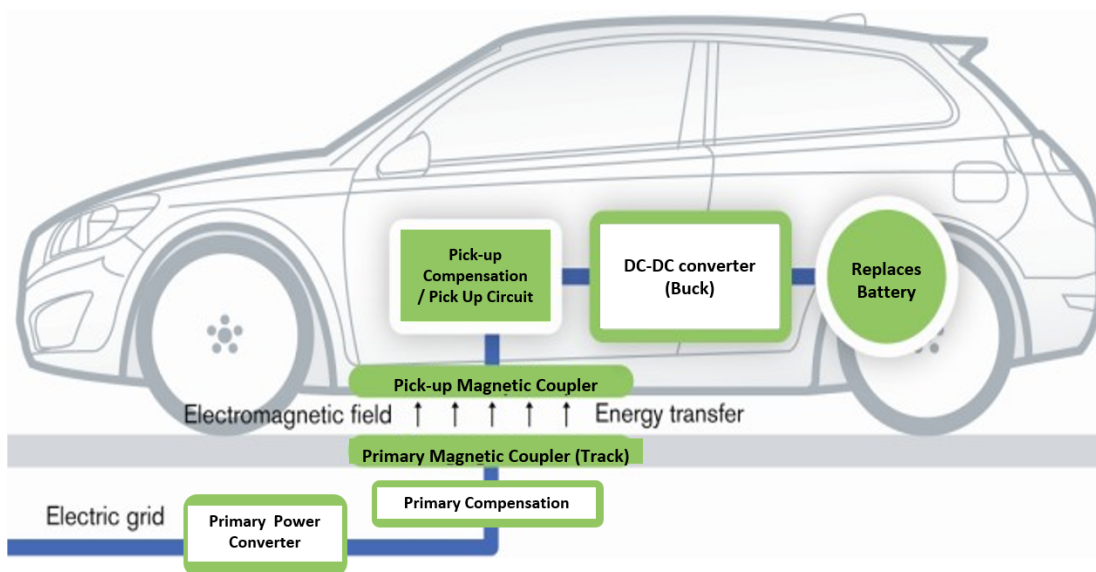 Pick-up
Compensation
/ Pick Up Circuit
DC-DC converter
(Buck)
Replaces
Battery
Pick-up Magnetic Coupler
Electromagnetic field
Energy transfer
Primary Magnetic Coupler (Track)
Primary Compensation
Electric grid
Primary Power
Converter